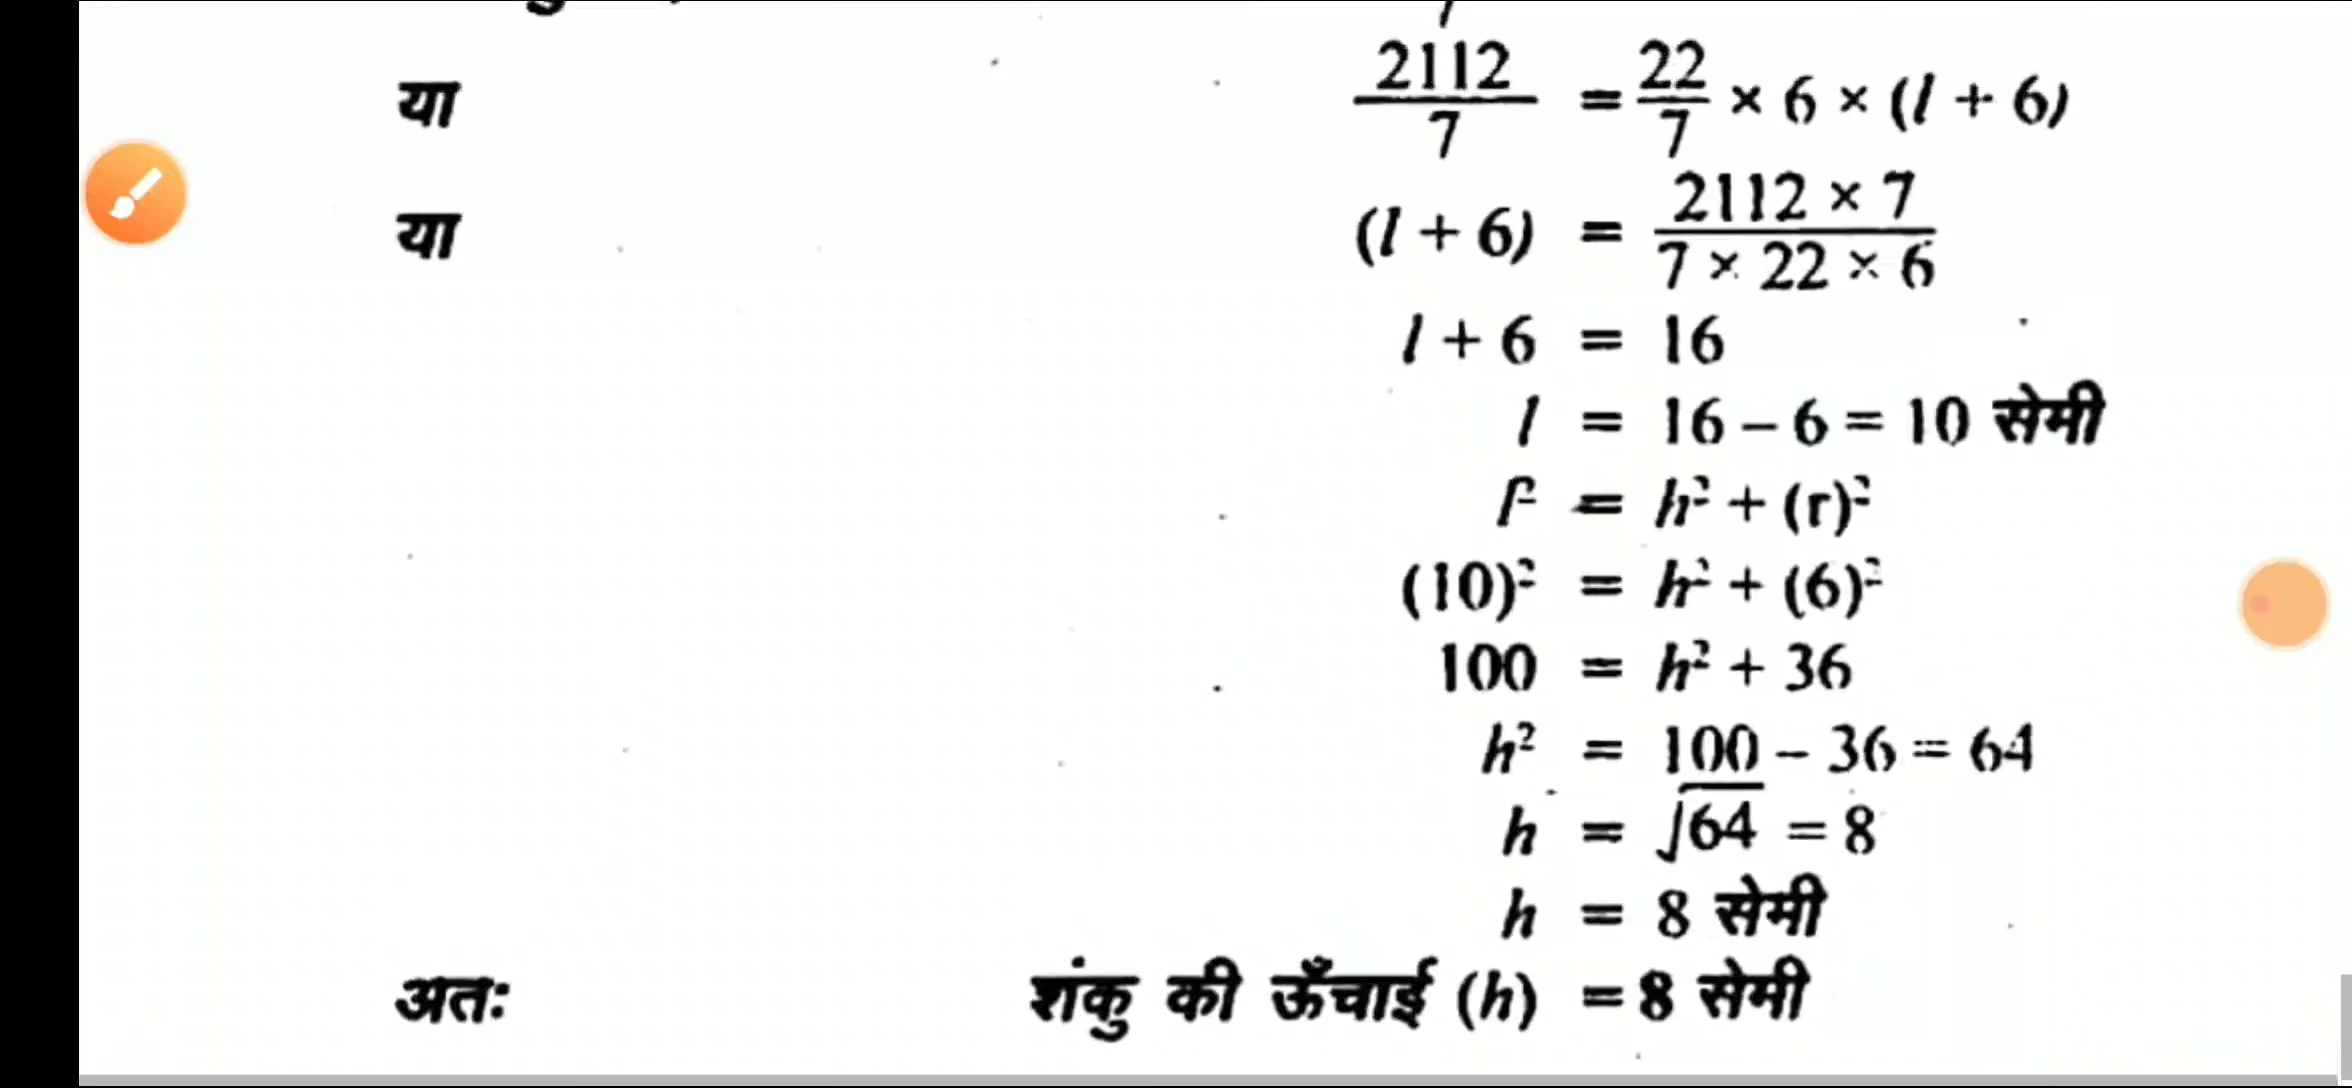 या 2112/7 = 22/7 × 6 × (l + 6)
या (l + 6) = 2112 × 7 / 7 × 22 × 6
l + 6 = 16
l = 16 – 6 = 10 सेमी
l² = h² + (r)²
(10)² = h² + (6)²
100 = h² + 36
h² = 100 – 36 = 64
h = √64 = 8
h = 8 सेमी
अतः शंकु की ऊँचाई (h) = 8 सेमी